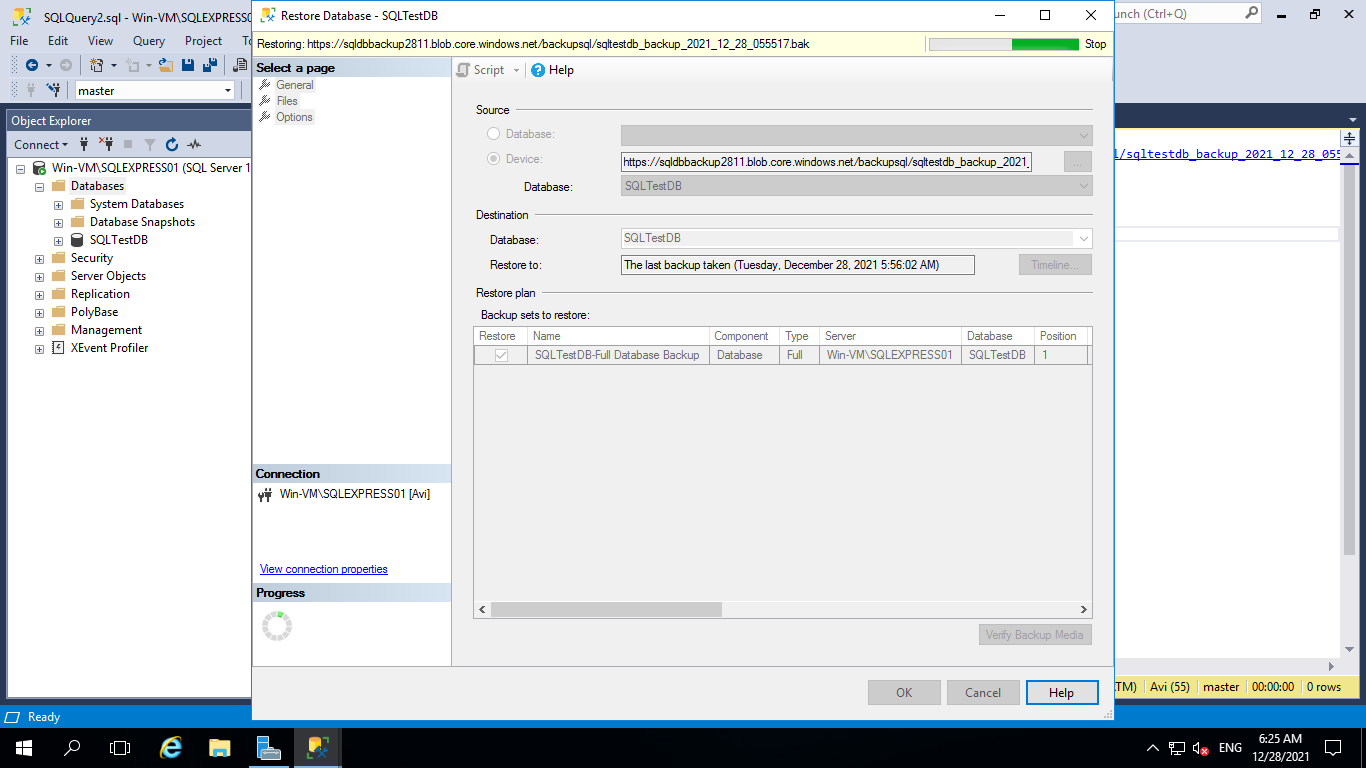 SQLQuery2.sql - Win-VM\SQLEXPRESS0
unch (Ctrl+Q)
File Edit View Query Project
master
Object Explorer
Connect
Win-VM\SQLEXPRESS01 (SQL Server 1
Databases
System Databases
Database Snapshots
SQLTestDB
Security
Server Objects
Replication
PolyBase
Management
XEvent Profiler
Restore Database - SQLTestDB
Restoring: https://sqldbbackup2811.blob.core.windows.net/backupsql/sqltestdb_backup_2021_12_28_055517.bak
Stop
Select a page
General
Files
Options
Script Help
Source
Database:
Device: https://sqldbbackup2811.blob.core.windows.net/backupsql/sqltestdb_backup_2021_ ...
Database: SQLTestDB
Destination
Database: SQLTestDB
Restore to: The last backup taken (Tuesday, December 28, 2021 5:56:02 AM) Timeline...
Restore plan
Backup sets to restore:
Restore Name Component Type Server Database Position
SQLTestDB-Full Database Backup Database Full Win-VM\SQLEXPRESS01 SQLTestDB 1
Connection
Win-VM\SQLEXPRESS01 [Avi]
View connection properties
Progress
Verify Backup Media
OK Cancel Help
l/sqltestdb_backup_2021_12_28_055
TM) Avi (55) master 00:00:00 0 rows
Ready
ENG
6:25 AM
12/28/2021